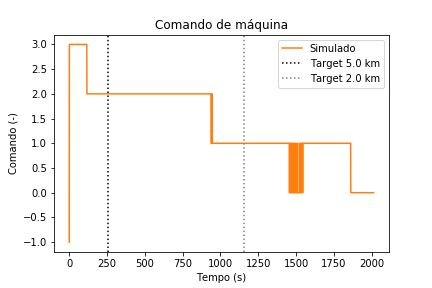 Comando de máquina
3.0
2.5
2.0
1.5
1.0
0.5
0.0
−0.5
−1.0
Comando (-)
Simulado
Target 5.0 km
Target 2.0 km
0 250 500 750 1000 1250 1500 1750 2000
Tempo (s)